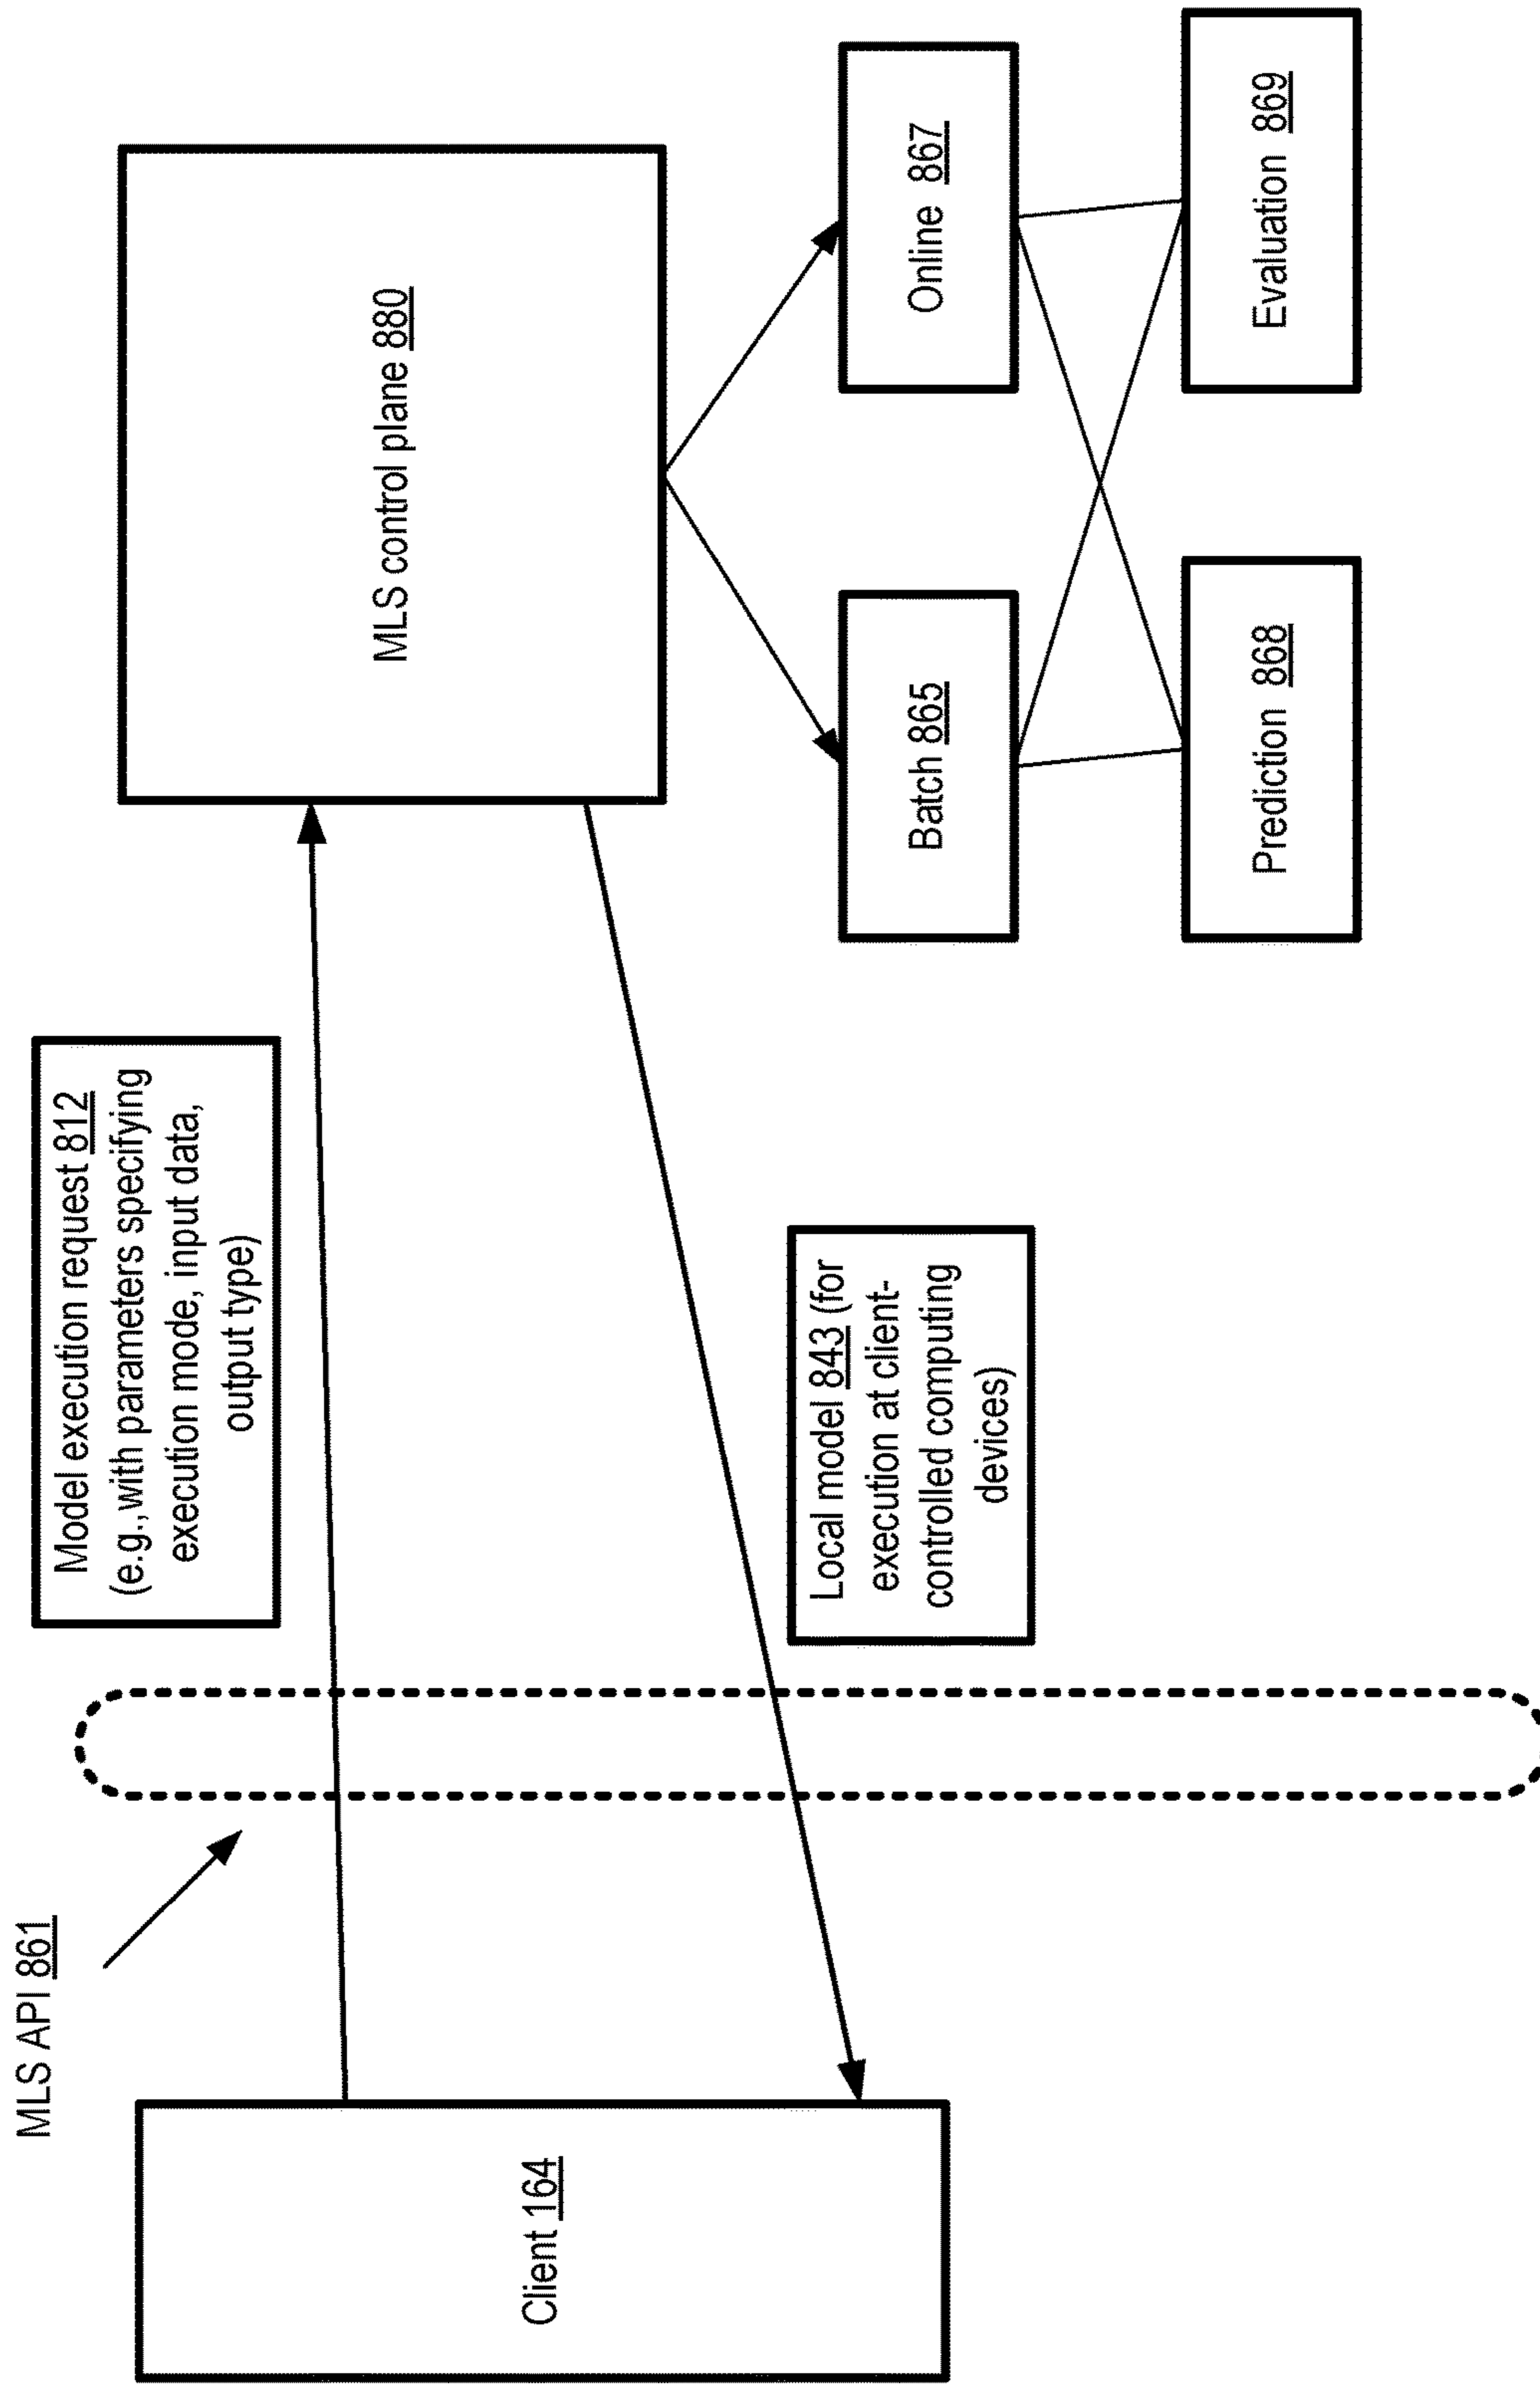 MLS API 861
Model execution request 812
(e.g.,with parameters specifying
execution mode, input data,
output type)
MLS control plane 880
Client 164
Local model 843 (for
execution at client-
controlled computing
devices)
Batch 865
Online 867
Prediction 868
Evaluation 869